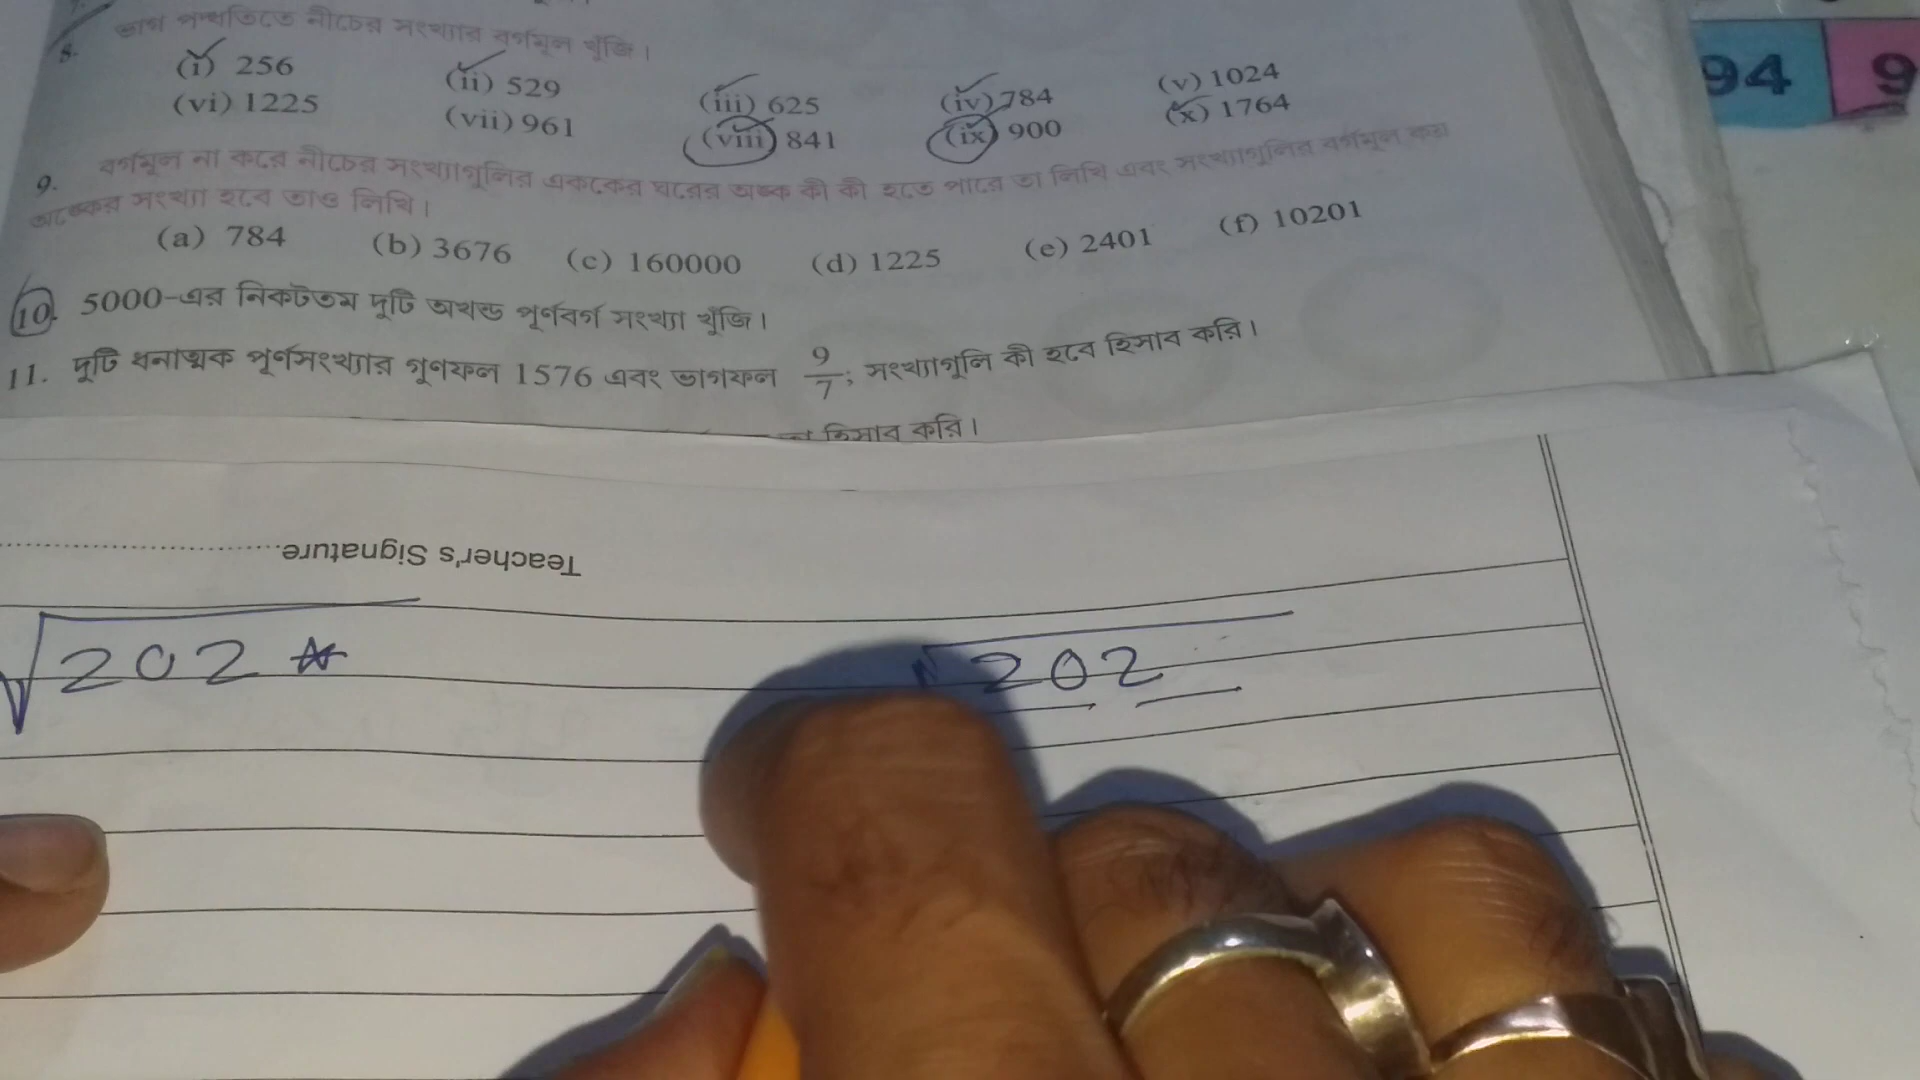 8. ভাগ পদ্ধতিতে নীচের সংখ্যার বর্গমূল খুঁজি।
(i) 256 (ii) 529 (iii) 625 (iv) 784 (v) 1024
(vi) 1225 (vii) 961 (viii) 841 (ix) 900 (x) 1764
9. বর্গমূল না করে নীচের সংখ্যাগুলির এককের ঘরের অঙ্ক কী কী হতে পারে তা লিখি এবং সংখ্যাগুলির বর্গমূল কয়
অঙ্কের সংখ্যা হবে তাও লিখি।
(a) 784 (b) 3676 (c) 160000 (d) 1225 (e) 2401 (f) 10201
10. 5000-এর নিকটতম দুটি অখন্ড পূর্ণবর্গ সংখ্যা খুঁজি।
11. দুটি ধনাত্মক পূর্ণসংখ্যার গুণফল 1576 এবং ভাগফল 9/7; সংখ্যাগুলি কী হবে হিসাব করি।
হিসাব করি।
94 9
Teacher's Signature
√202* √202